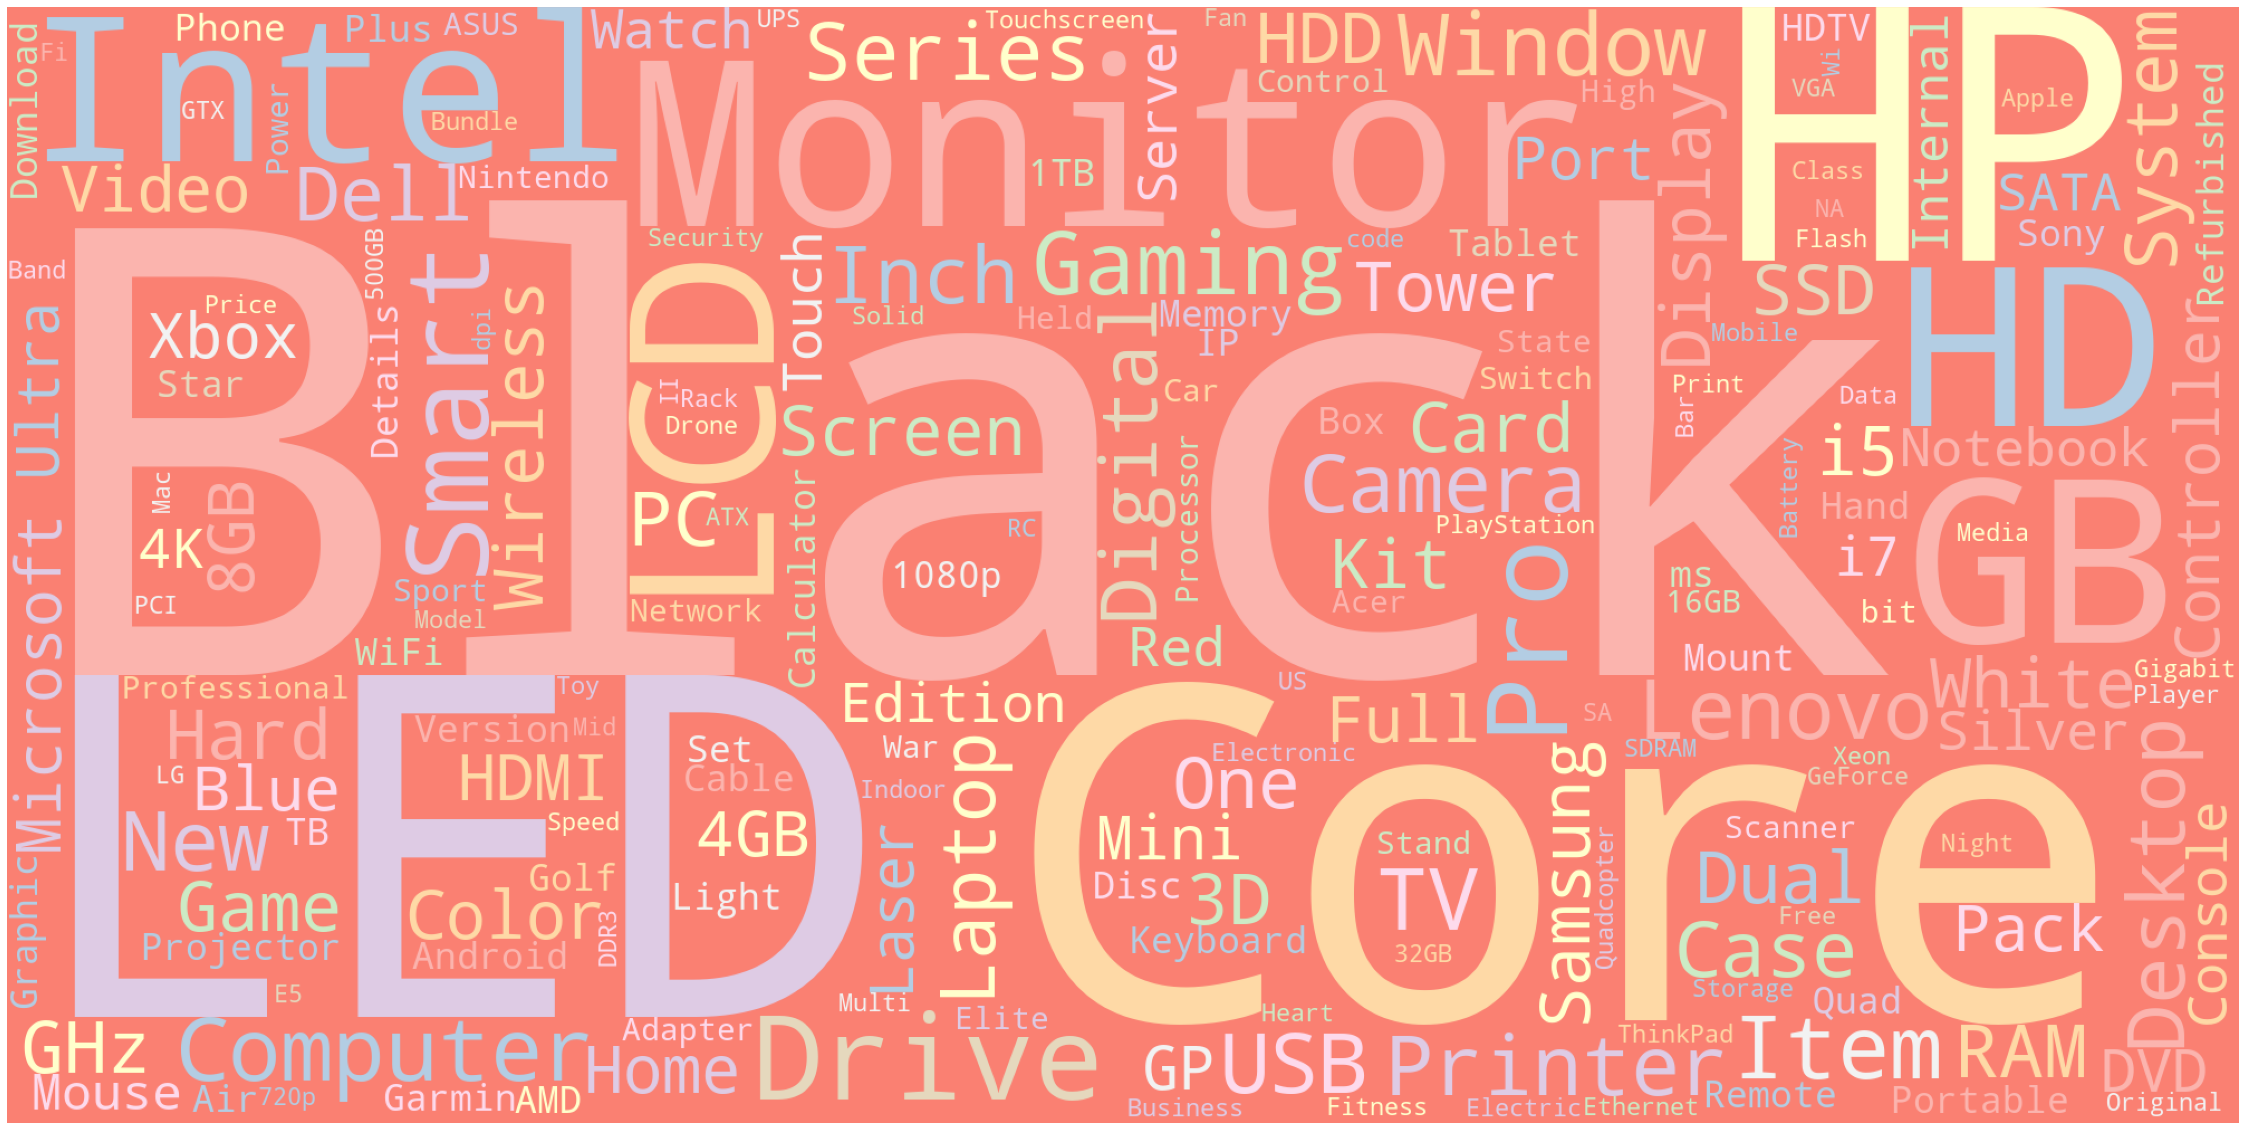 Download
Fi
Intel
Phone
Plus
ASUS
Watch
UPS
Series
Touchscreen
Server
Fan
HDD
Window
HP
HDTV
Wi
Internal
System
GTX
Power
Bundle
Monitor
Control
High
VGA
Apple
Refurbished
Video
Dell
Nintendo
1TB
Port
Display
Class
SATA
NA
Flash
Sony
Band
Black
500GB
Smart
Security
LCD
Touch
Inch
Gaming
code
Tablet
Tower
SSD
HD
Controller
Price
Xbox
Star
Details
dpi
Wireless
Solid
Held
Digital
Memory
IP
State
Mobile
Ultra
II
Rack
Drone
Screen
Car
Switch
Print
Bar
Data
Box
Card
i5
Notebook
Mac
8GB
4K
PCI
PC
ATX
Calculator
Processor
Camera
PlayStation
Battery
Hand
GB
Media
RC
1080p
Kit
Pro
i7
ms
16GB
bit
Microsoft
Sport
Model
Network
WiFi
Acer
Red
Mount
White
Gigabit
Player
Professional
LED
Toy
Edition
Core
US
Full
SA
Lenovo
Silver
Hard
Version
Mid
Set
War
Laptop
Electronic
SDRAM
Xeon
GeForce
Desktop
LG
Blue
HDMI
Cable
Indoor
One
Samsung
New
TB
Speed
4GB
Laser
Mini
Stand
Scanner
Night
Console
Graphic
Game
Golf
Color
Light
Disc
3D
TV
Quadcopter
Dual
Free
Pack
Projector
Android
DDR3
Keyboard
32GB
Case
E5
Multi
Storage
Quad
GHz
Computer
Adapter
Drive
Elite
Heart
ThinkPad
Item
RAM
Home
GP
USB
Printer
DVD
Mouse
Air
720p
Garmin
AMD
Business
Fitness
Electric
Ethernet
Remote
Portable
Original